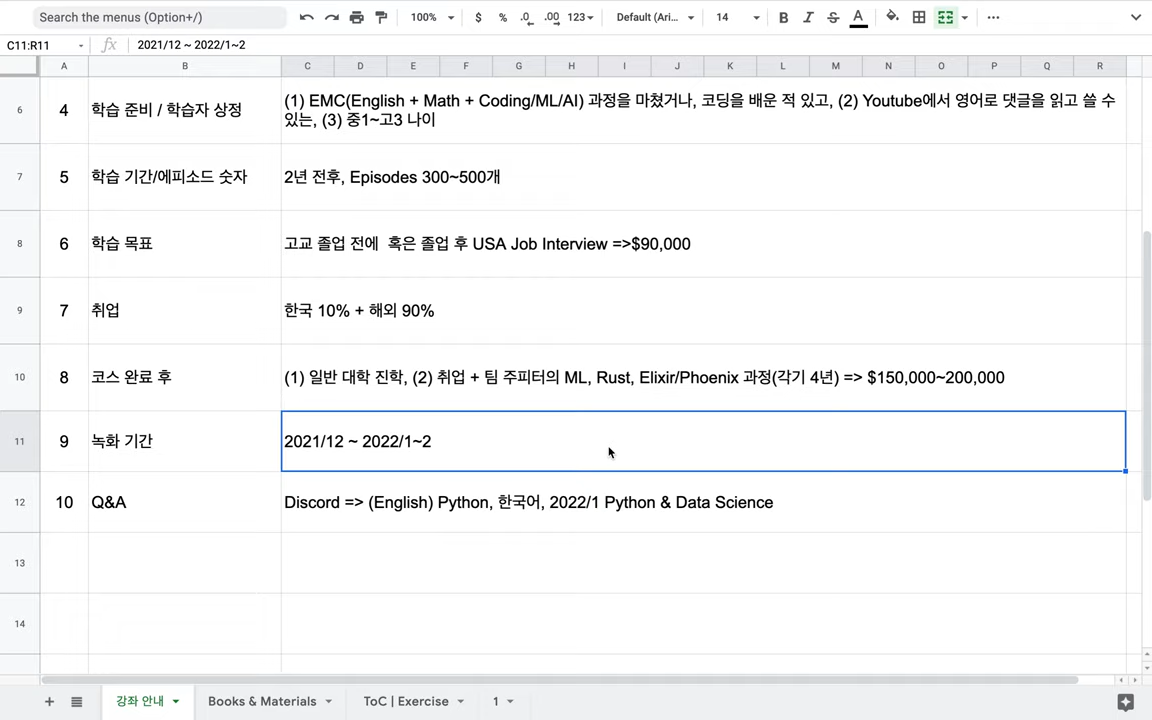 Search the menus (Option+/)
100%
$ % .0 .00 123
Default (Ari...
14
B I S A
C11:R11
fx
2021/12 ~ 2022/1~2
A B C D E F G H I J K L M N O P Q R
6 4 학습 준비 / 학습자 상정 (1) EMC(English + Math + Coding/ML/AI) 과정을 마쳤거나, 코딩을 배운 적 있고, (2) Youtube에서 영어로 댓글을 읽고 쓸 수
있는, (3) 중1~고3 나이
7 5 학습 기간/에피소드 숫자 2년 전후, Episodes 300~500개
8 6 학습 목표 고교 졸업 전에 혹은 졸업 후 USA Job Interview =>$90,000
9 7 취업 한국 10% + 해외 90%
10 8 코스 완료 후 (1) 일반 대학 진학, (2) 취업 + 팀 주피터의 ML, Rust, Elixir/Phoenix 과정(각기 4년) => $150,000~200,000
11 9 녹화 기간 2021/12 ~ 2022/1~2
12 10 Q&A Discord => (English) Python, 한국어, 2022/1 Python & Data Science
13
14
강좌 안내
Books & Materials
ToC | Exercise
1